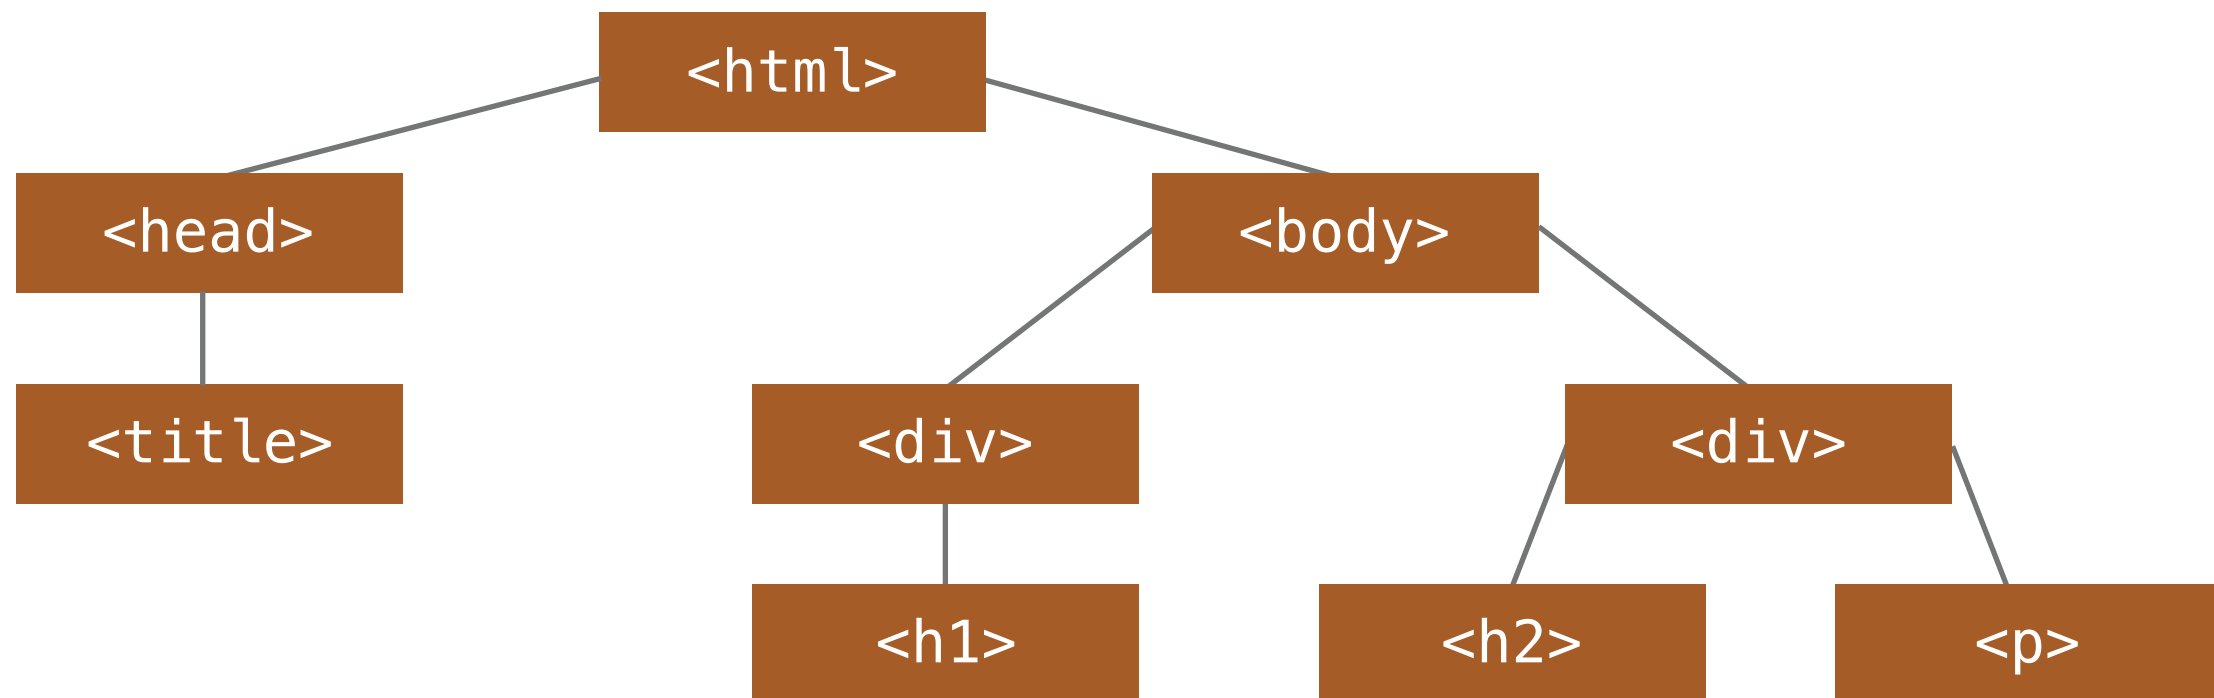 <html>
<head>
<body>
<title>
<div>
<div>
<h1>
<h2>
<p>